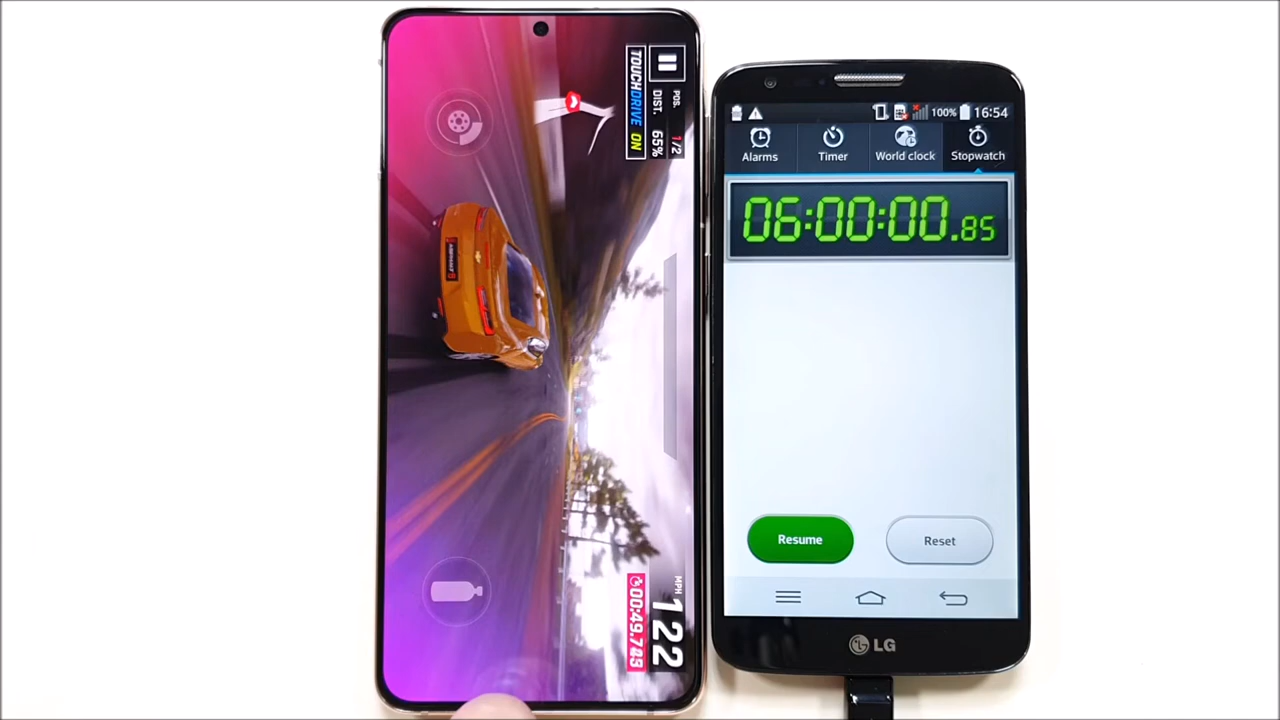 POS. 1/2
DIST. 65%
TOUCHDRIVE ON
MPH
122
00:49.743
100% 16:54
Alarms Timer World clock Stopwatch
06:00:00.85
Resume Reset
LG